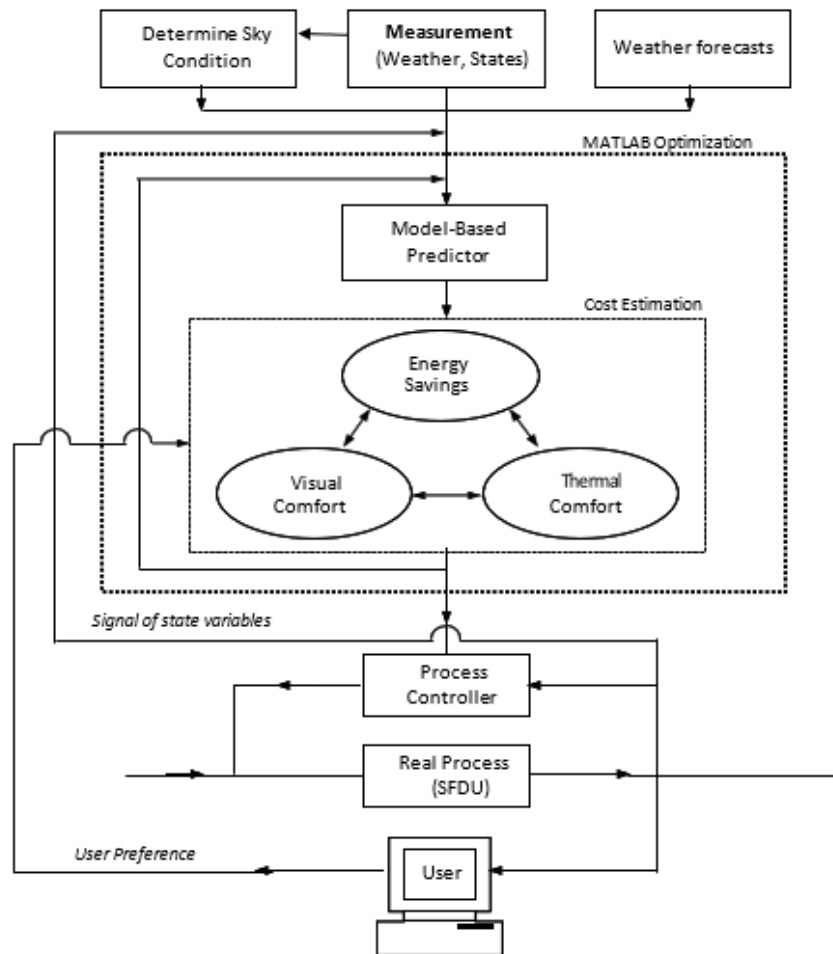 Determine Sky
Condition
Measurement
(Weather, States)
Weather forecasts
MATLAB Optimization
Model-Based
Predictor
Cost Estimation
Energy
Savings
Visual
Comfort
Thermal
Comfort
Signal of state variables
Process
Controller
Real Process
(SFDU)
User Preference
User